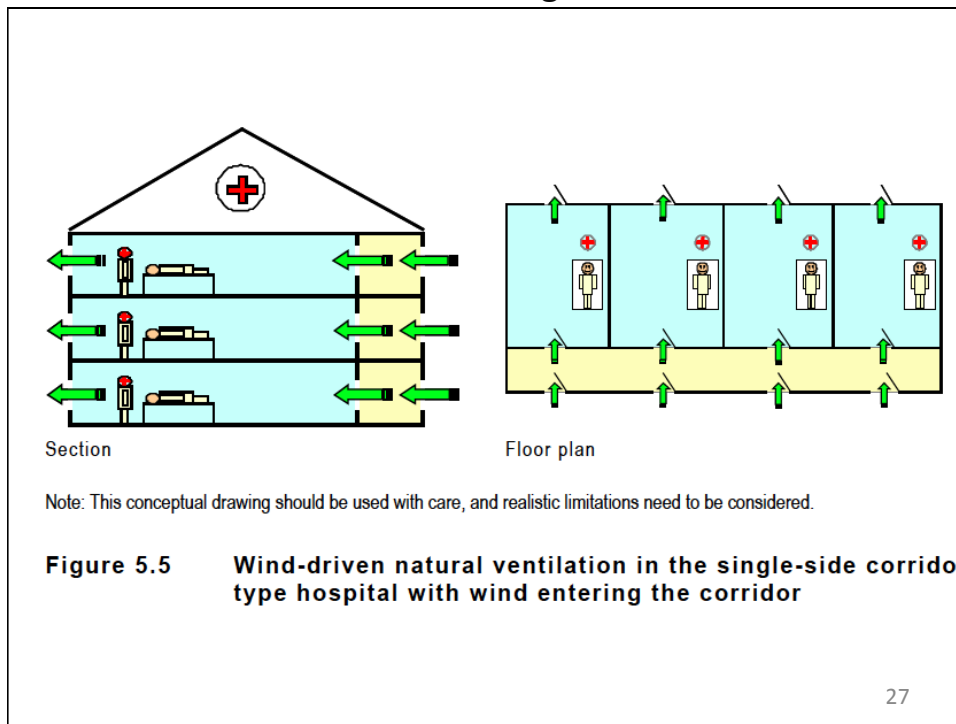 Section
Floor plan
Note: This conceptual drawing should be used with care, and realistic limitations need to be considered.
Figure 5.5 Wind-driven natural ventilation in the single-side corrido
type hospital with wind entering the corridor
27